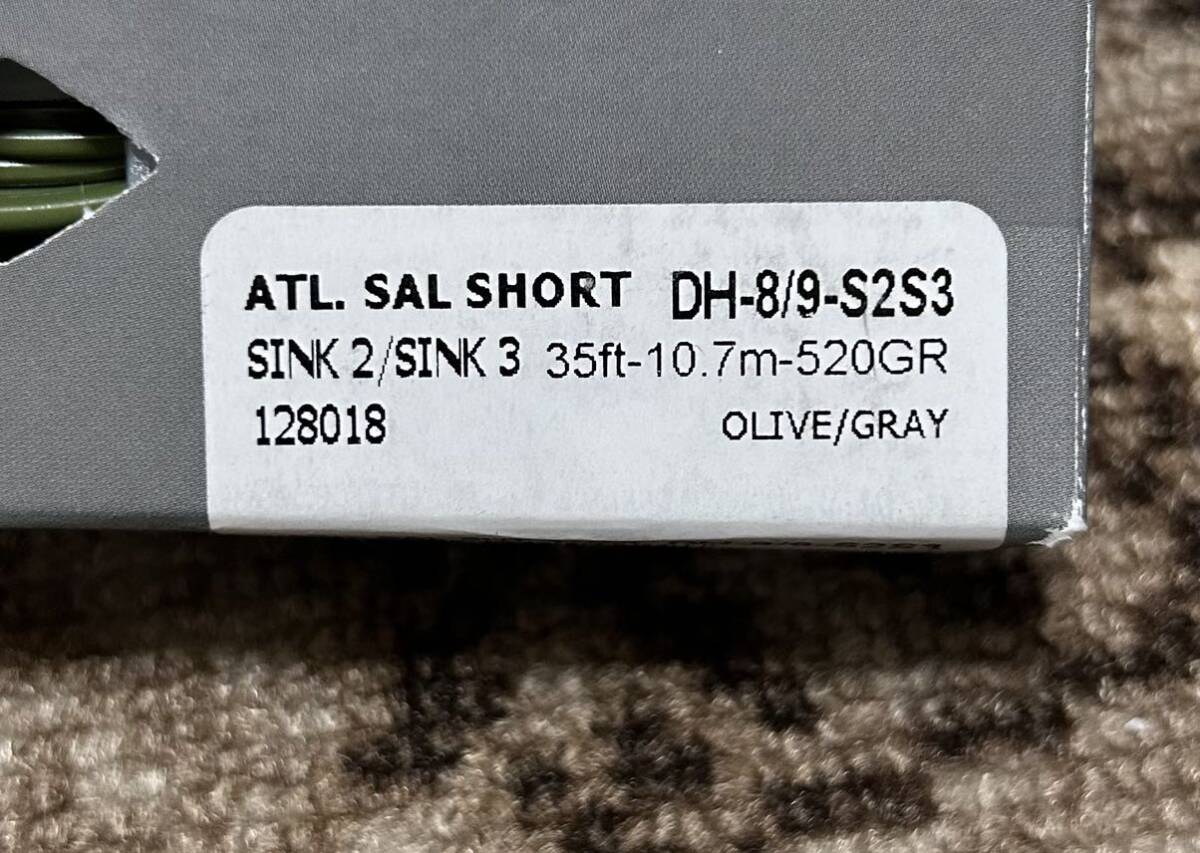 ATL. SAL SHORT DH-8/9-S2S3
SINK 2/SINK 3 35ft-10.7m-520GR
128018 OLIVE/GRAY